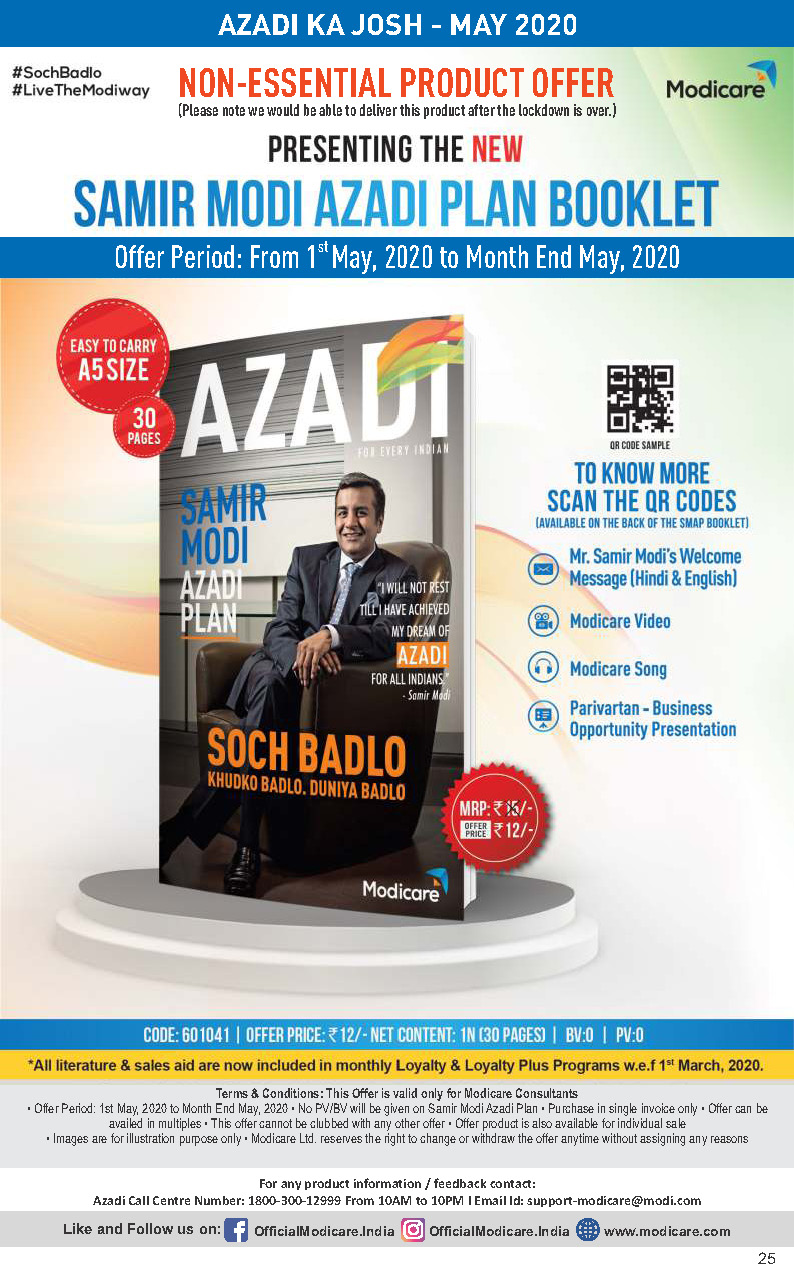 AZADI KA JOSH - MAY 2020
#SochBadlo
#LiveTheModiway
NON-ESSENTIAL PRODUCT OFFER
(Please note we would be able to deliver this product after the lockdown is over.)
Modicare
PRESENTING THE NEW
SAMIR MODI AZADI PLAN BOOKLET
Offer Period: From 1st May, 2020 to Month End May, 2020
EASY TO CARRY
A5 SIZE
30
PAGES
AZADI
FOR EVERY INDIAN
SAMIR
MODI
AZADI
PLAN
"I WILL NOT REST
TILL I HAVE ACHIEVED
MY DREAM OF
AZADI
FOR ALL INDIANS."
- Samir Modi
SOCH BADLO
KHUDKO BADLO. DUNIYA BADLO
Modicare
MRP: ₹ /-
OFFER PRICE ₹12/-
QR CODE SAMPLE
TO KNOW MORE
SCAN THE QR CODES
(AVAILABLE ON THE BACK OF THE SMAP BOOKLET)
Mr. Samir Modi's Welcome
Message (Hindi & English)
Modicare Video
Modicare Song
Parivartan - Business
Opportunity Presentation
CODE: 601041 | OFFER PRICE: ₹12/- NET CONTENT: 1N (30 PAGES) | BV:0 | PV:0
*All literature & sales aid are now included in monthly Loyalty & Loyalty Plus Programs w.e.f 1st March, 2020.
Terms & Conditions: This Offer is valid only for Modicare Consultants
• Offer Period: 1st May, 2020 to Month End May, 2020 • No PV/BV will be given on Samir Modi Azadi Plan • Purchase in single invoice only • Offer can be
availed in multiples • This offer cannot be clubbed with any other offer • Offer product is also available for individual sale
• Images are for illustration purpose only • Modicare Ltd. reserves the right to change or withdraw the offer anytime without assigning any reasons
For any product information / feedback contact:
Azadi Call Centre Number: 1800-300-12999 From 10AM to 10PM I Email Id: support-modicare@modi.com
Like and Follow us on: OfficialModicare.India OfficialModicare.India www.modicare.com
25